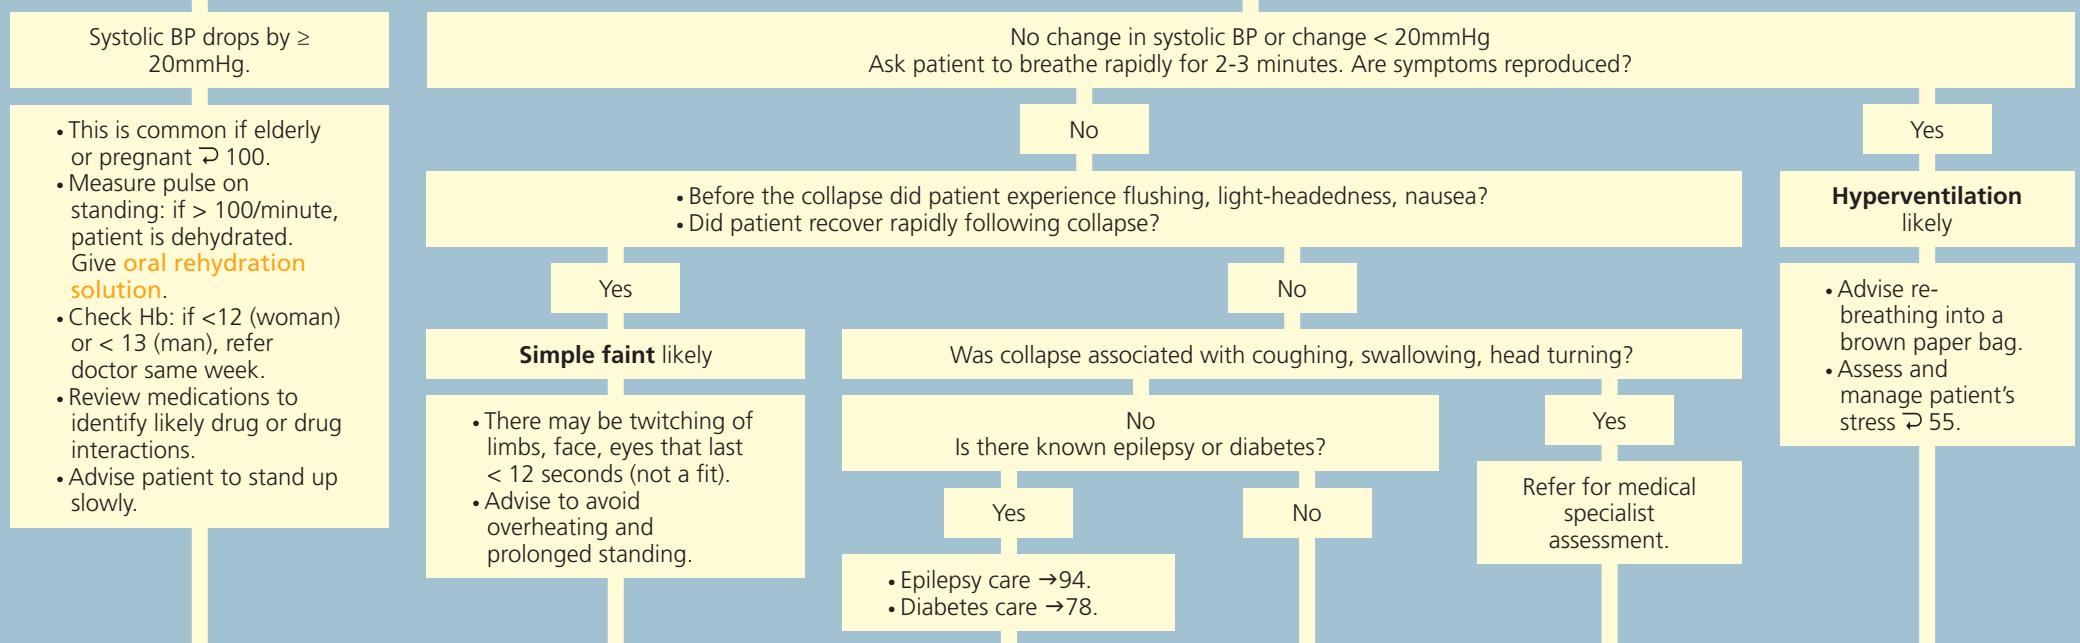 Systolic BP drops by ≥
20mmHg.
• This is common if elderly
or pregnant ⮌ 100.
• Measure pulse on
standing: if > 100/minute,
patient is dehydrated.
Give oral rehydration
solution.
• Check Hb: if <12 (woman)
or < 13 (man), refer
doctor same week.
• Review medications to
identify likely drug or drug
interactions.
• Advise patient to stand up
slowly.
No change in systolic BP or change < 20mmHg
Ask patient to breathe rapidly for 2-3 minutes. Are symptoms reproduced?
No
• Before the collapse did patient experience flushing, light-headedness, nausea?
• Did patient recover rapidly following collapse?
Yes
Simple faint likely
• There may be twitching of
limbs, face, eyes that last
< 12 seconds (not a fit).
• Advise to avoid
overheating and
prolonged standing.
No
Was collapse associated with coughing, swallowing, head turning?
No
Is there known epilepsy or diabetes?
Yes
• Epilepsy care →94.
• Diabetes care →78.
No
Yes
Refer for medical
specialist
assessment.
Yes
Hyperventilation
likely
• Advise re-
breathing into a
brown paper bag.
• Assess and
manage patient's
stress ⮌ 55.